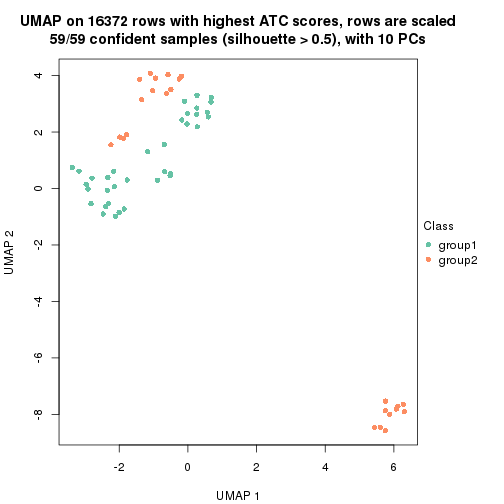 UMAP on 16372 rows with highest ATC scores, rows are scaled
59/59 confident samples (silhouette > 0.5), with 10 PCs
4
2
0
-2
-4
-6
-8
UMAP 2
-2
0
2
4
6
UMAP 1
Class
group1
group2